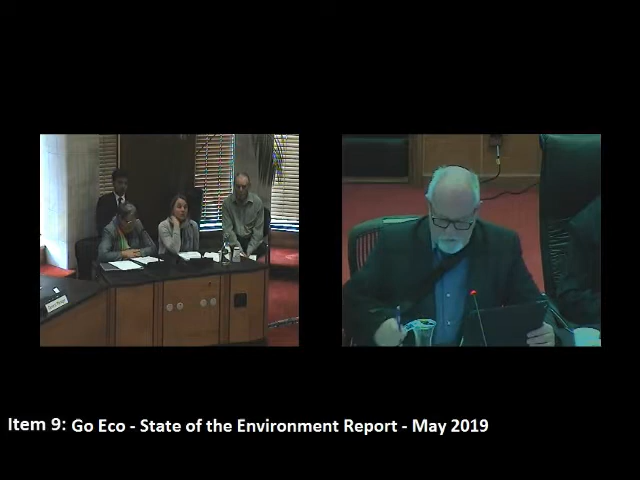 Item 9: Go Eco - State of the Environment Report - May 2019